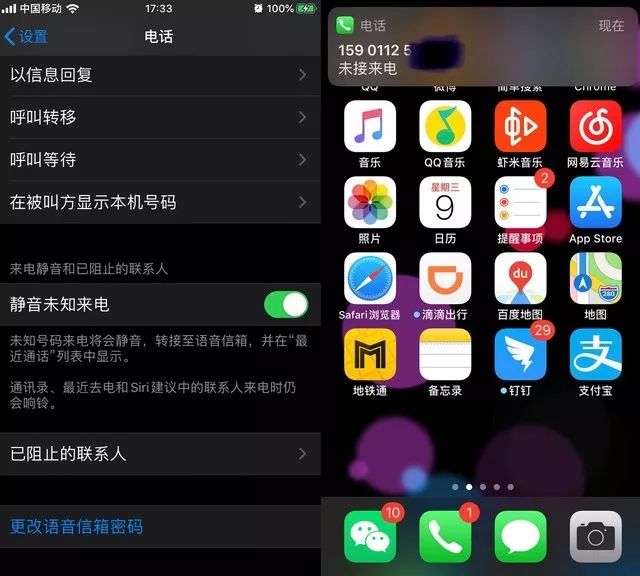 中国移动 17:33 100%
设置 电话
以信息回复
呼叫转移
呼叫等待
在被叫方显示本机号码
来电静音和已阻止的联系人
静音未知来电
未知号码来电将会静音，转接至语音信箱，并在“最
近通话”列表中显示。
通讯录、最近去电和Siri建议中的联系人来电时仍
会响铃。
已阻止的联系人
更改语音信箱密码
电话 现在
159 0112 5
未接来电
QQ 微博 简单搜索 Chrome
音乐 QQ音乐 虾米音乐 网易云音乐
星期三
9
2
照片 日历 提醒事项 App Store
du
280
Safari浏览器 滴滴出行 百度地图 地图
29
支
地铁通 备忘录 钉钉 支付宝
10 1